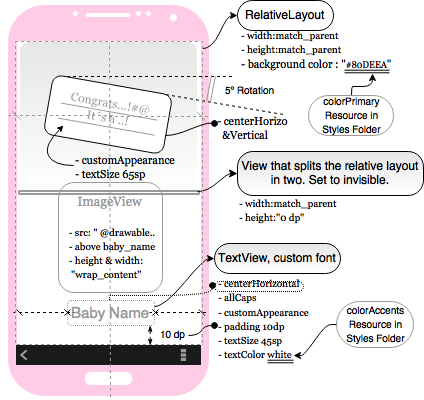 RelativeLayout
- width:match_parent
- height:match_parent
- background color : "#80DEEA"
5° Rotation
colorPrimary
Resource in
Styles Folder
Congrats...!#@
It's a ..!
- centerHorizo
&Vertical
- customAppearance
- textSize 65sp
View that splits the relative layout
in two. Set to invisible.
- width:match_parent
- height:"0 dp"
ImageView
- src: " @drawable..
- above baby_name
- height & width:
"wrap_content"
TextView, custom font
- centerHorizontal
- allCaps
- customAppearance
- padding 10dp
- textSize 45sp
- textColor white
colorAccents
Resource in
Styles Folder
Baby Name
10 dp